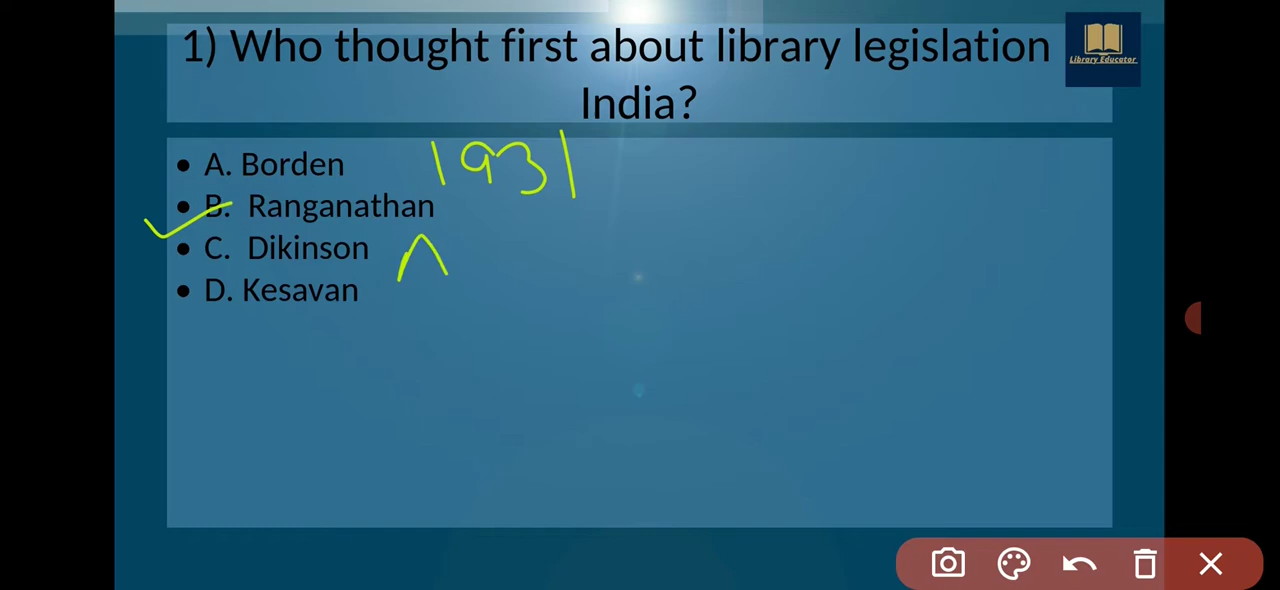 1) Who thought first about library legislation
India?
Library Educator
• A. Borden
1931
• B. Ranganathan
• C. Dikinson
• D. Kesavan